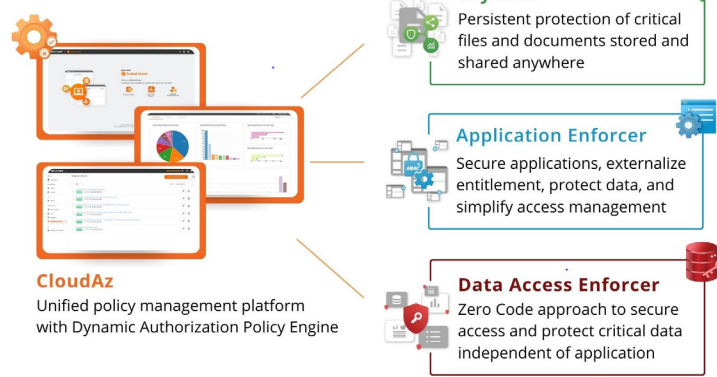 Persistent protection of critical
files and documents stored and
shared anywhere
Application Enforcer
ABAC
Secure applications, externalize
entitlement, protect data, and
simplify access management
CloudAz
Unified policy management platform
with Dynamic Authorization Policy Engine
Data Access Enforcer
Zero Code approach to secure
access and protect critical data
independent of application